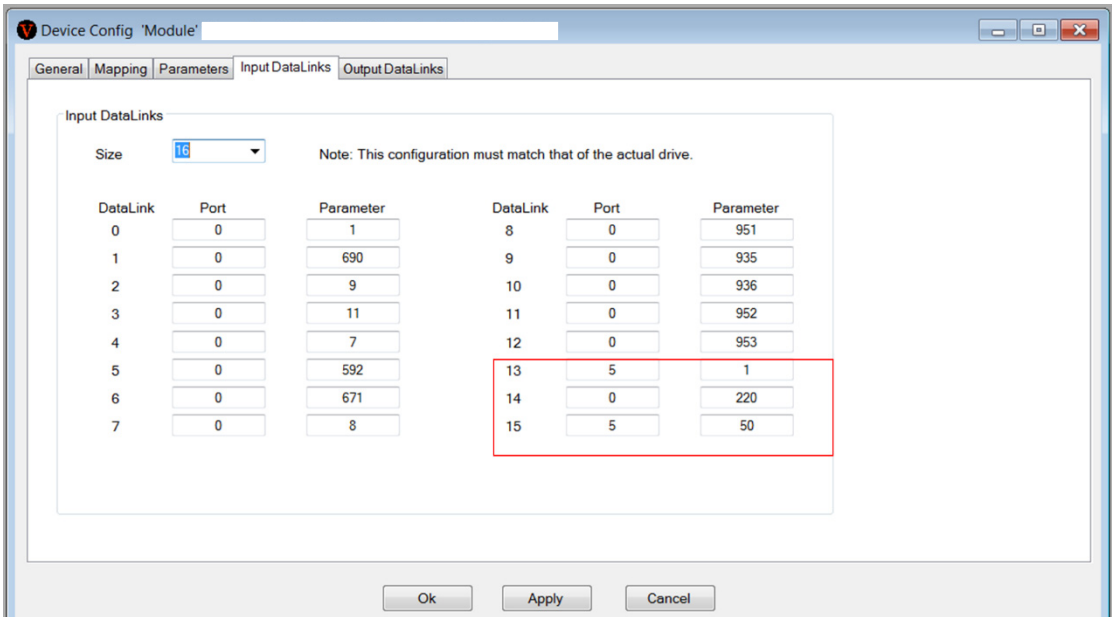 V Device Config 'Module'
General Mapping Parameters Input DataLinks Output DataLinks
Input DataLinks
Size 16 Note: This configuration must match that of the actual drive.
DataLink Port Parameter DataLink Port Parameter
0 0 1 8 0 951
1 0 690 9 0 935
2 0 9 10 0 936
3 0 11 11 0 952
4 0 7 12 0 953
5 0 592 13 5 1
6 0 671 14 0 220
7 0 8 15 5 50
Ok Apply Cancel